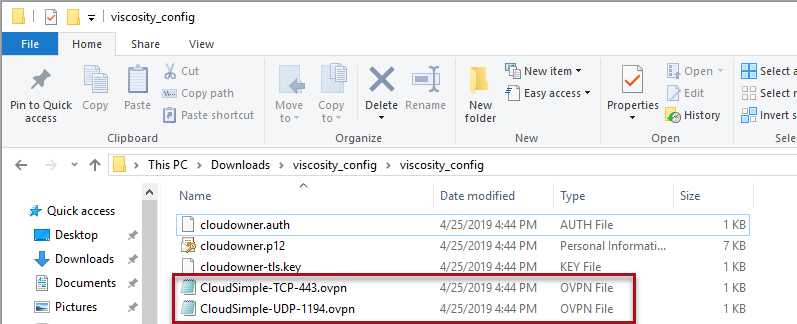 viscosity_config
File Home Share View
Pin to Quick access
Copy
Paste
Cut
Copy path
Paste shortcut
Move to
Copy to
Delete
Rename
New folder
New item
Easy access
Properties
Open
Edit
History
Select a
Select n
Invert s
Clipboard Organize New Open Sele
This PC Downloads viscosity_config viscosity_config
Name Date modified Type Size
Quick access
Desktop
Downloads
Documents
Pictures
cloudowner.auth 4/25/2019 4:44 PM AUTH File 1 KB
cloudowner.p12 4/25/2019 4:44 PM Personal Informati... 7 KB
cloudowner-tls.key 4/25/2019 4:44 PM KEY File 1 KB
CloudSimple-TCP-443.ovpn 4/25/2019 4:44 PM OVPN File 1 KB
CloudSimple-UDP-1194.ovpn 4/25/2019 4:44 PM OVPN File 1 KB